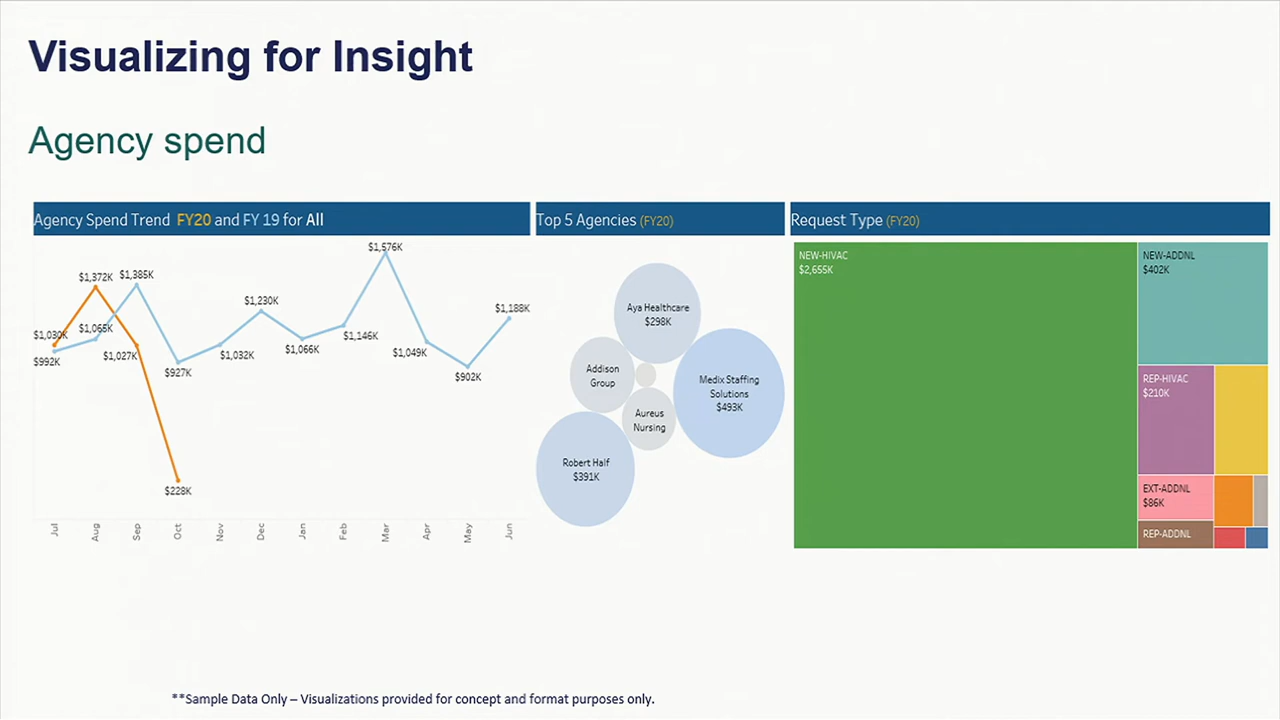 Visualizing for Insight
Agency spend
Agency Spend Trend FY20 and FY 19 for All
$1,030K
$992K
$1,372K
$1,065K
$1,385K
$1,027K
$927K
$228K
$1,032K
$1,230K
$1,066K
$1,146K
$1,576K
$1,049K
$902K
$1,188K
Jul
Aug
Sep
Oct
Nov
Dec
Jan
Feb
Mar
Apr
May
Jun
Top 5 Agencies (FY20)
Aya Healthcare
$298K
Addison
Group
Medix Staffing
Solutions
$493K
Aureus
Nursing
Robert Half
$391K
Request Type (FY20)
NEW-HIVAC
$2,655K
NEW-ADDNL
$402K
REP-HIVAC
$210K
EXT-ADDNL
$86K
REP-ADDNL
**Sample Data Only – Visualizations provided for concept and format purposes only.